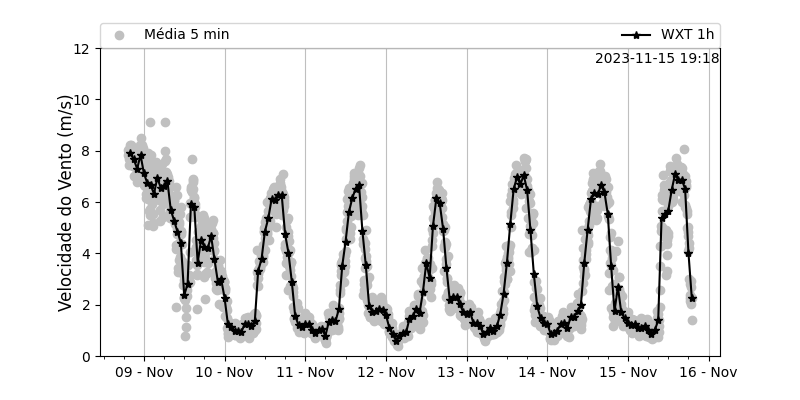 Média 5 min
WXT 1h
2023-11-15 19:18
Velocidade do Vento (m/s)
12
10
8
6
4
2
0
09 - Nov 10 - Nov 11 - Nov 12 - Nov 13 - Nov 14 - Nov 15 - Nov 16 - Nov